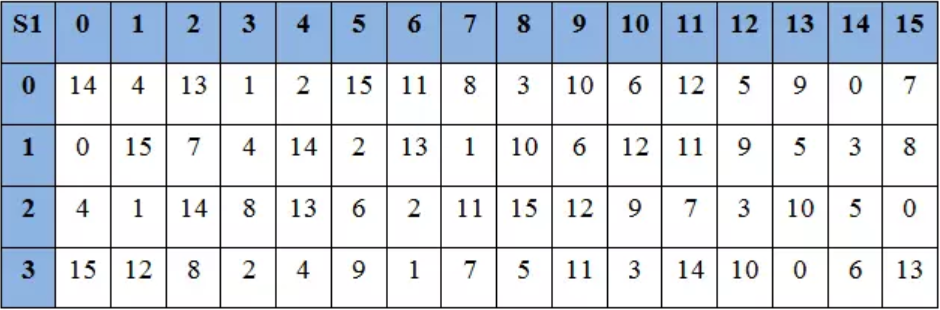 S1 0 1 2 3 4 5 6 7 8 9 10 11 12 13 14 15
0 14 4 13 1 2 15 11 8 3 10 6 12 5 9 0 7
1 0 15 7 4 14 2 13 1 10 6 12 11 9 5 3 8
2 4 1 14 8 13 6 2 11 15 12 9 7 3 10 5 0
3 15 12 8 2 4 9 1 7 5 11 3 14 10 0 6 13